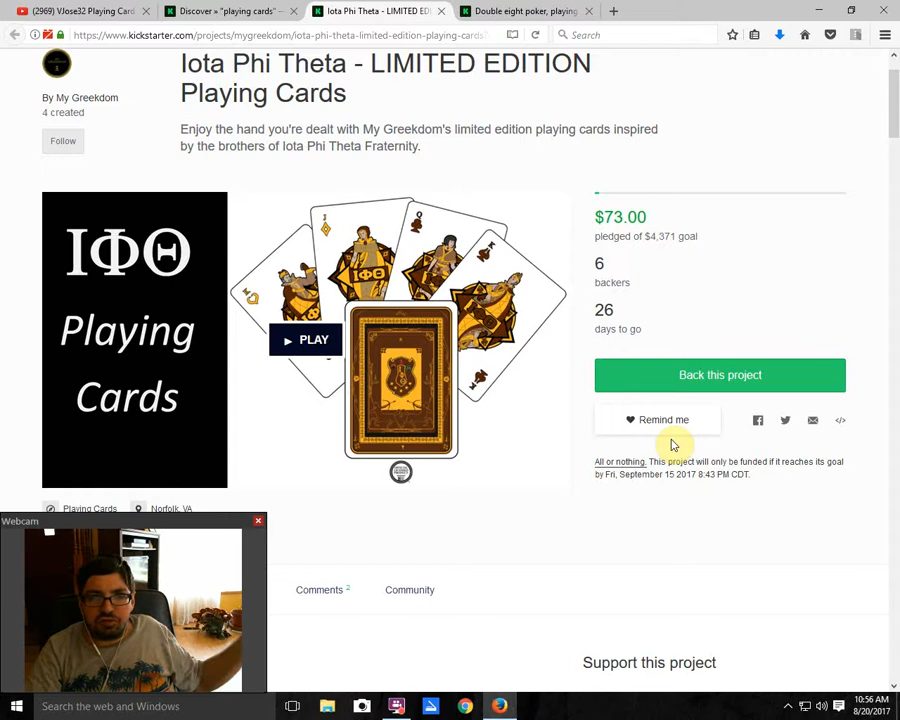 (2969) VJose32 Playing Card
Discover » "playing cards" —
Iota Phi Theta - LIMITED ED
Double eight poker, playing
https://www.kickstarter.com/projects/mygreekdom/iota-phi-theta-limited-edition-playing-cards?
Search
Iota Phi Theta - LIMITED EDITION
Playing Cards
By My Greekdom
4 created
Follow
Enjoy the hand you're dealt with My Greekdom's limited edition playing cards inspired
by the brothers of Iota Phi Theta Fraternity.
ΙΦΘ
Playing
Cards
ΙΦΘ
PLAY
$73.00
pledged of $4,371 goal
6
backers
26
days to go
Back this project
Remind me
All or nothing. This project will only be funded if it reaches its goal
by Fri, September 15 2017 8:43 PM CDT.
Playing Cards
Norfolk, VA
Webcam
Comments 2
Community
Support this project
Search the web and Windows
10:56 AM
8/20/2017